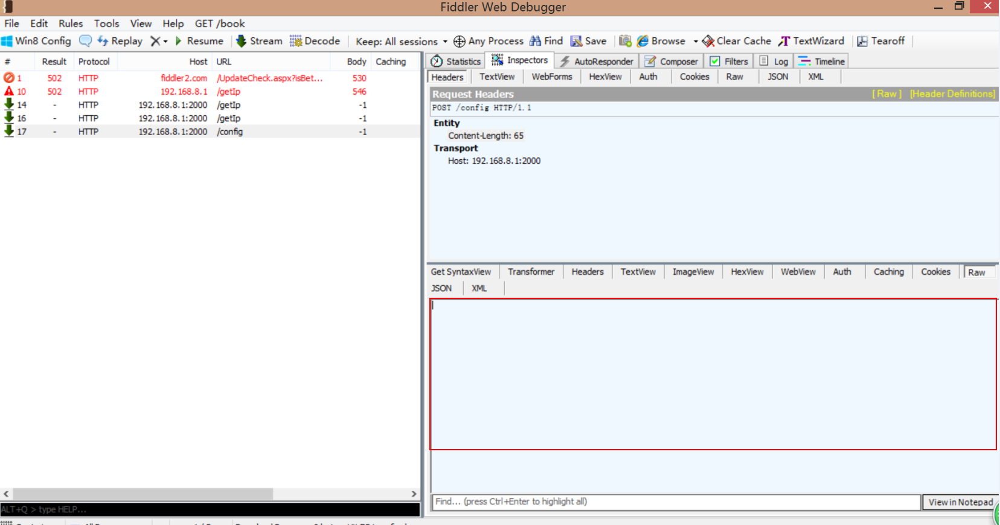 Fiddler Web Debugger
File Edit Rules Tools View Help GET /book
Win8 Config Replay Resume Stream Decode Keep: All sessions Any Process Find Save Browse Clear Cache TextWizard Tearoff
# Result Protocol Host URL Body Caching
1 502 HTTP fiddler2.com /UpdateCheck.aspx?isBet... 530
10 502 HTTP 192.168.8.1 /getIp 546
14 - HTTP 192.168.8.1:2000 /getIp -1
16 - HTTP 192.168.8.1:2000 /getIp -1
17 - HTTP 192.168.8.1:2000 /config -1
ALT+Q > type HELP...
Statistics Inspectors AutoResponder Composer Filters Log Timeline
Headers TextView WebForms HexView Auth Cookies Raw JSON XML
Request Headers [ Raw ] [Header Definitions]
POST /config HTTP/1.1
Entity
Content-Length: 65
Transport
Host: 192.168.8.1:2000
Get SyntaxView Transformer Headers TextView ImageView HexView WebView Auth Caching Cookies Raw
JSON XML
Find... (press Ctrl+Enter to highlight all) View in Notepad